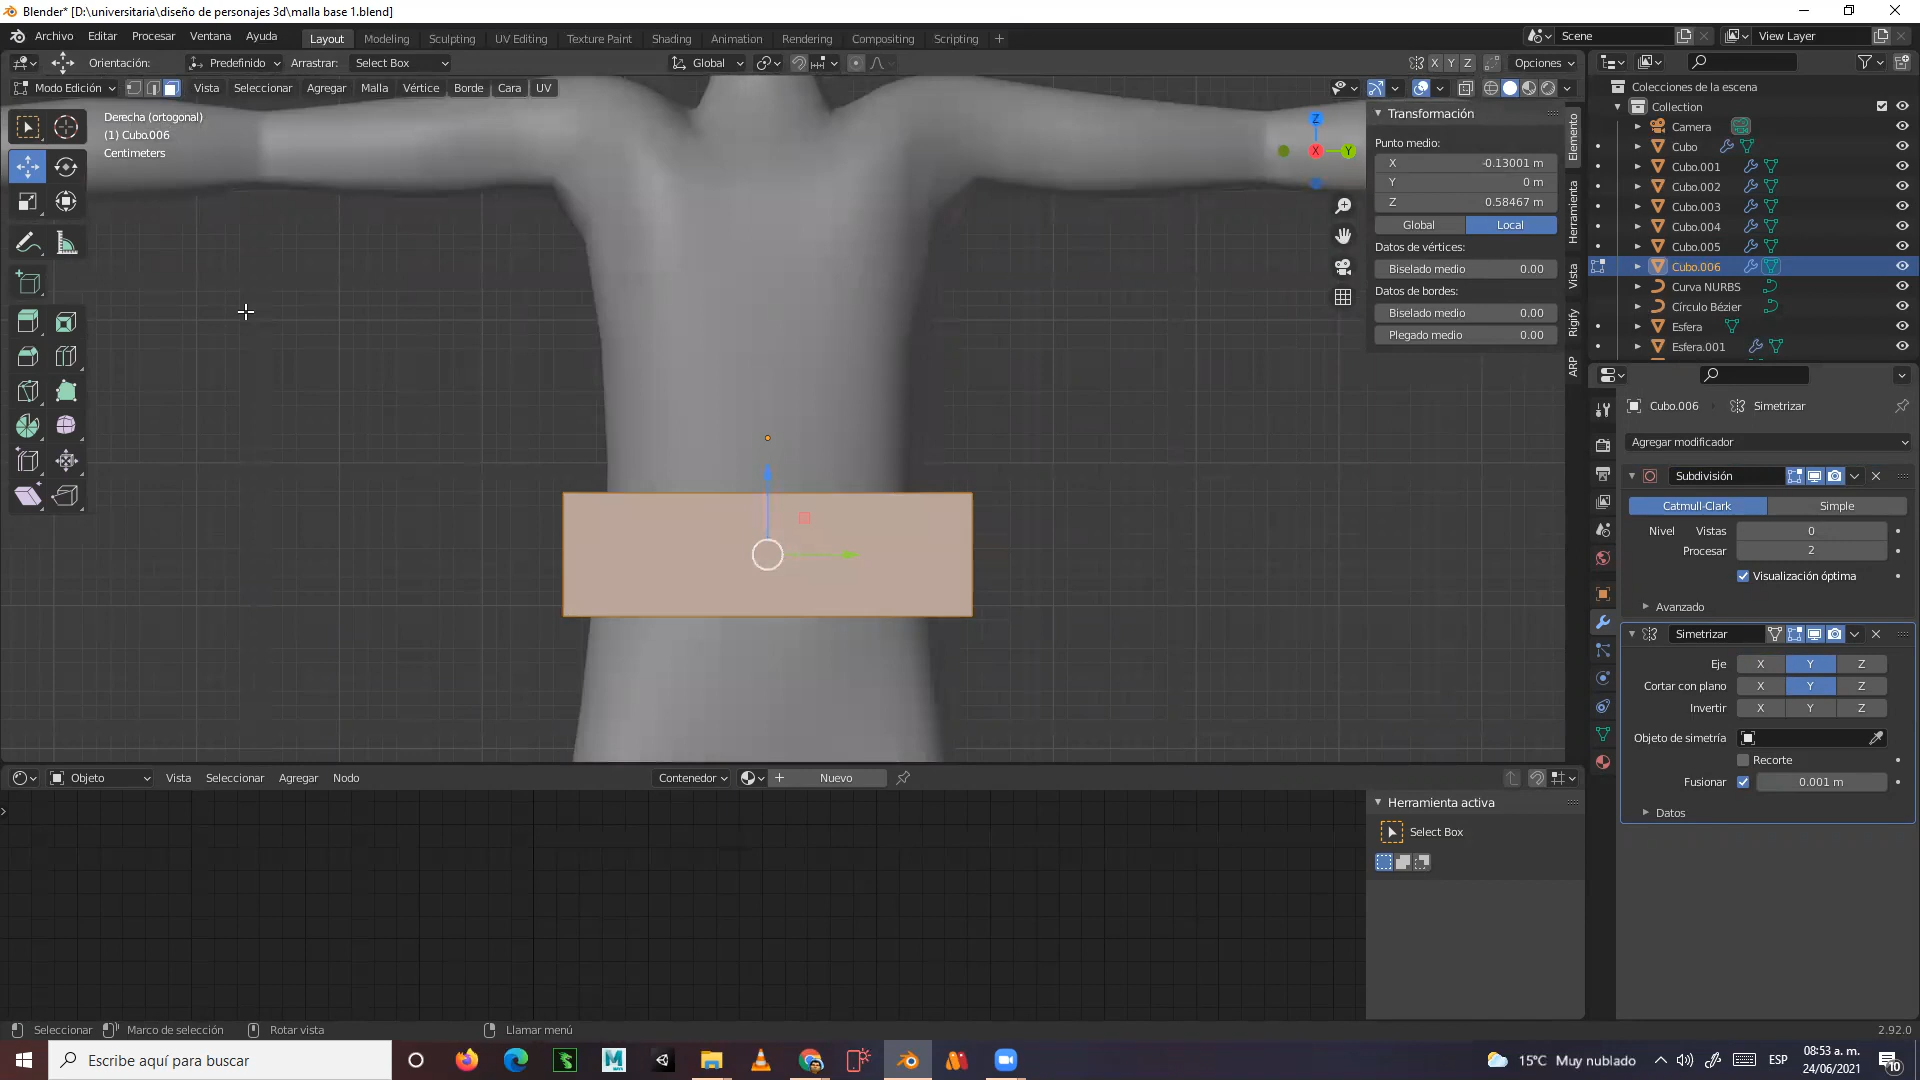 Blender* [D:\universitaria\diseño de personajes 3d\malla base 1.blend]
Archivo Editar Procesar Ventana Ayuda Layout Modeling Sculpting UV Editing Texture Paint Shading Animation Rendering Compositing Scripting + Scene View Layer
Orientación: Predefinido Arrastrar: Select Box Global X Y Z Opciones
Modo Edición Vista Seleccionar Agregar Malla Vértice Borde Cara UV
Derecha (ortogonal)
(1) Cubo.006
Centimeters
Z
X
Y
Transformación
Punto medio:
X -0.13001 m
Y 0 m
Z 0.58467 m
Global Local
Datos de vértices:
Biselado medio 0.00
Datos de bordes:
Biselado medio 0.00
Plegado medio 0.00
Elemento
Herramienta
Vista
Rigify
ARP
Colecciones de la escena
Collection
Camera
Cubo
Cubo.001
Cubo.002
Cubo.003
Cubo.004
Cubo.005
Cubo.006
Curva NURBS
Círculo Bézier
Esfera
Esfera.001
Cubo.006 Simetrizar
Agregar modificador
Subdivisión
Catmull-Clark Simple
Nivel Vistas 0
Procesar 2
Visualización óptima
Avanzado
Simetrizar
Eje X Y Z
Cortar con plano X Y Z
Invertir X Y Z
Objeto de simetría
Recorte
Fusionar 0.001 m
Datos
Objeto Vista Seleccionar Agregar Nodo Contenedor + Nuevo
Herramienta activa
Select Box
Seleccionar Marco de selección Rotar vista Llamar menú 2.92.0
Escribe aquí para buscar
15°C Muy nublado ESP
08:53 a. m.
24/06/2021
10